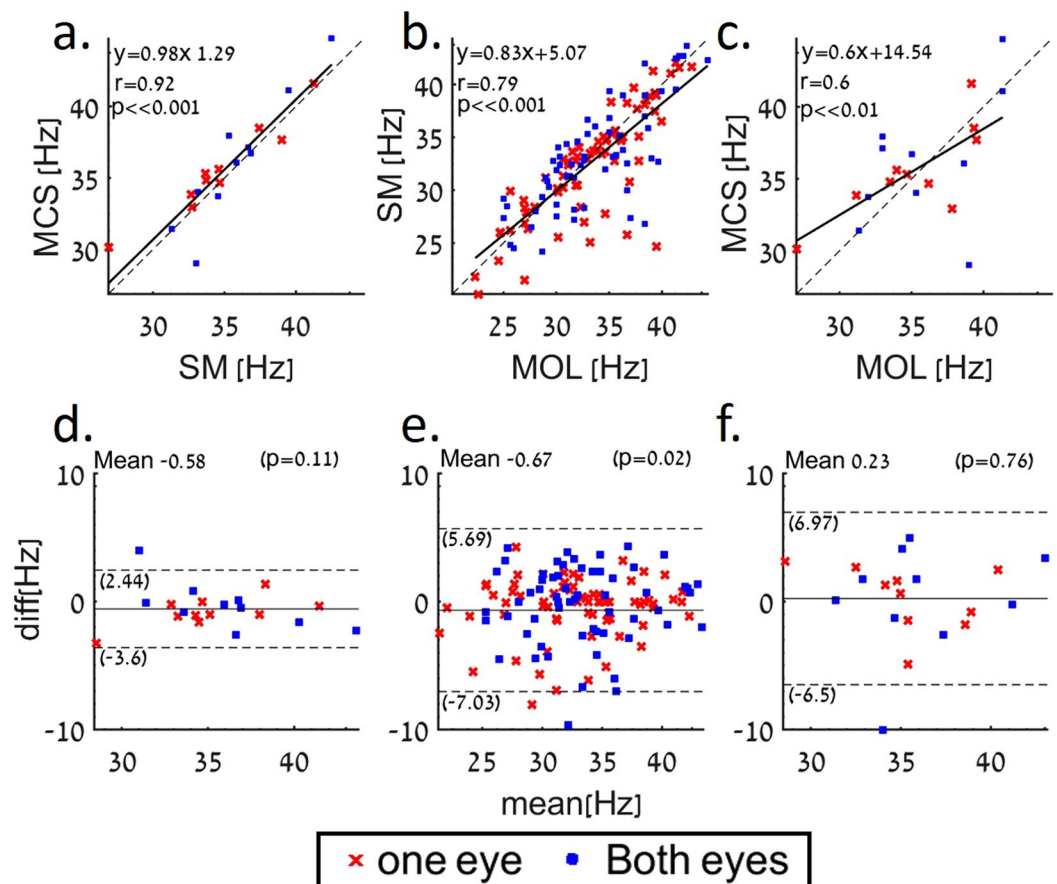 a.
y=0.98x 1.29
r=0.92
p<<0.001
40
35
30
MCS [Hz]
30 35 40
SM [Hz]
b.
y=0.83x+5.07
r=0.79
p<<0.001
40
35
30
25
SM [Hz]
25 30 35 40
MOL [Hz]
c.
y=0.6x+14.54
r=0.6
p<<0.01
40
35
30
MCS [Hz]
30 35 40
MOL [Hz]
d.
Mean -0.58 (p=0.11)
10
(2.44)
0
(-3.6)
-10
diff[Hz]
30 35 40
e.
Mean -0.67 (p=0.02)
10
(5.69)
0
(-7.03)
-10
25 30 35 40
mean[Hz]
f.
Mean 0.23 (p=0.76)
10
(6.97)
0
(-6.5)
-10
30 35 40
one eye Both eyes